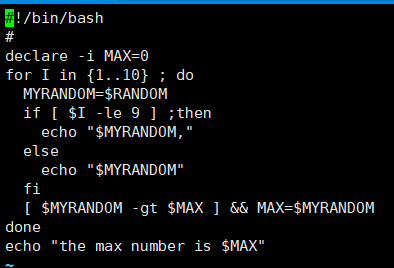 #!/bin/bash
#
declare -i MAX=0
for I in {1..10} ; do
  MYRANDOM=$RANDOM
  if [ $I -le 9 ] ;then
    echo "$MYRANDOM,"
  else
    echo "$MYRANDOM"
  fi
  [ $MYRANDOM -gt $MAX ] && MAX=$MYRANDOM
done
echo "the max number is $MAX"
~